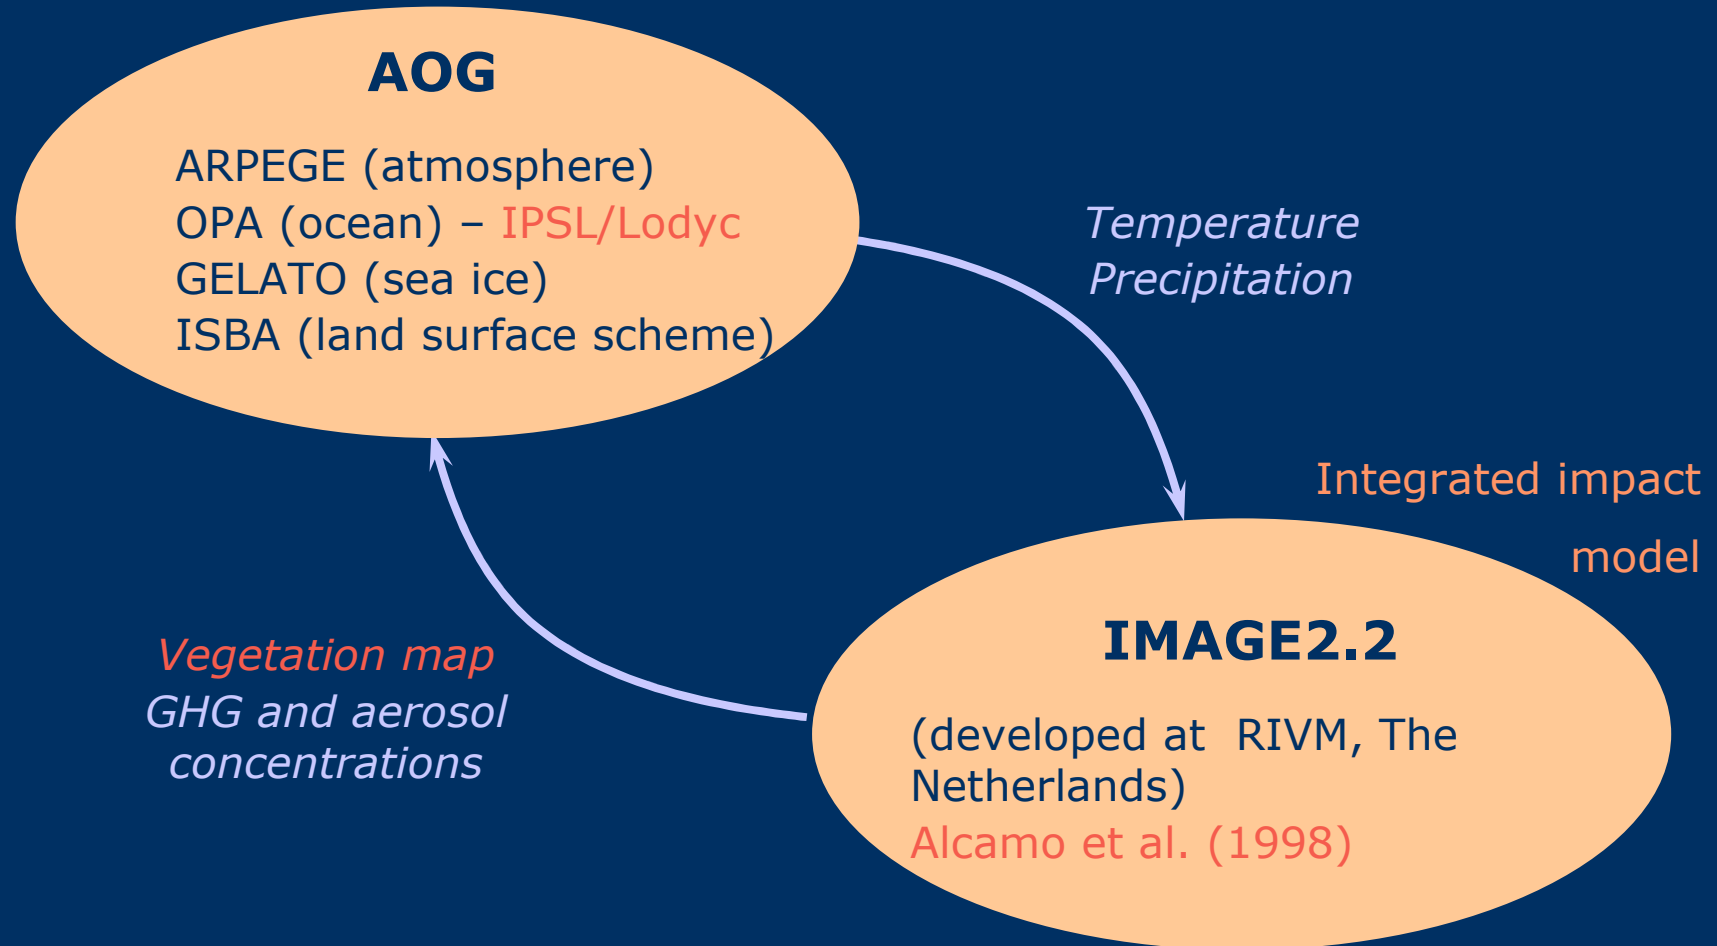 AOG
ARPEGE (atmosphere)
OPA (ocean) – IPSL/Lodyc
GELATO (sea ice)
ISBA (land surface scheme)
Temperature
Precipitation
Integrated impact
model
IMAGE2.2
(developed at RIVM, The
Netherlands)
Alcamo et al. (1998)
Vegetation map
GHG and aerosol
concentrations